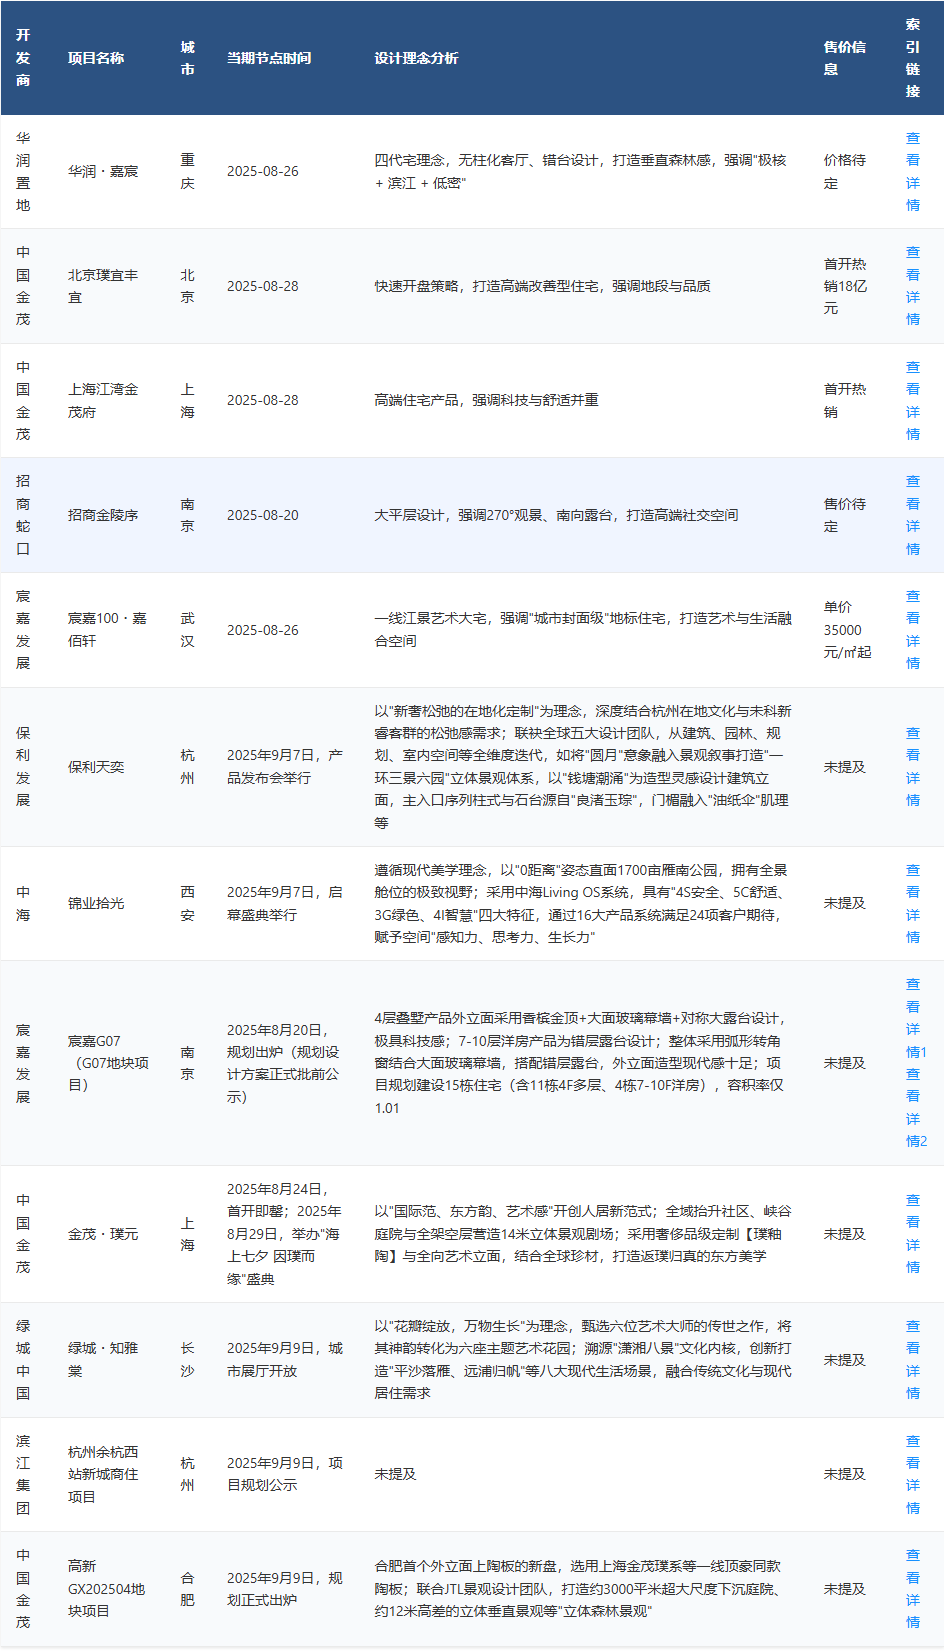 开
发
商
项目名称
城
市
当期节点时间
设计理念分析
售价信
息
索
引
链
接
华
润
置
地
华润·嘉宸
重
庆
2025-08-26
四代宅理念，无柱化客厅、错台设计，打造垂直森林感，强调"极核
+ 滨江 + 低密"
价格待
定
查
看
详
情
中
国
金
茂
北京璞宜丰
宜
北
京
2025-08-28
快速开盘策略，打造高端改善型住宅，强调地段与品质
首开热
销18亿
元
查
看
详
情
中
国
金
茂
上海江湾金
茂府
上
海
2025-08-28
高端住宅产品，强调科技与舒适并重
首开热
销
查
看
详
情
招
商
蛇
口
招商金陵序
南
京
2025-08-20
大平层设计，强调270°观景、南向露台，打造高端社交空间
售价待
定
查
看
详
情
宸
嘉
发
展
宸嘉100·嘉
佰轩
武
汉
2025-08-26
一线江景艺术大宅，强调"城市封面级"地标住宅，打造艺术与生活融
合空间
单价
35000
元/㎡起
查
看
详
情
保
利
发
展
保利天奕
杭
州
2025年9月7日，产
品发布会举行
以"新奢松弛的在地化定制"为理念，深度结合杭州在地文化与未科新
睿客群的松弛感需求；联袂全球五大设计团队，从建筑、园林、规
划、室内空间等全维度迭代，如将"圆月"意象融入景观叙事打造"一
环三景六园"立体景观体系，以"钱塘潮涌"为造型灵感设计建筑立
面，主入口序列柱式与石台源自"良渚玉琮"，门楣融入"油纸伞"肌理
等
未提及
查
看
详
情
中
海
锦业拾光
西
安
2025年9月7日，启
幕盛典举行
遵循现代美学理念，以"0距离"姿态直面1700亩雁南公园，拥有全景
舱位的极致视野；采用中海Living OS系统，具有"4S安全、5C舒适、
3G绿色、4I智慧"四大特征，通过16大产品系统满足24项客户期待，
赋予空间"感知力、思考力、生长力"
未提及
查
看
详
情
宸
嘉
发
展
宸嘉G07
（G07地块项
目）
南
京
2025年8月20日，
规划出炉（规划设
计方案正式批前公
示）
4层叠墅产品外立面采用香槟金顶+大面玻璃幕墙+对称大露台设计，
极具科技感；7-10层洋房产品为错层露台设计；整体采用弧形转角
窗结合大面玻璃幕墙，搭配错层露台，外立面造型现代感十足；项
目规划建设15栋住宅（含11栋4F多层、4栋7-10F洋房），容积率仅
1.01
未提及
查
看
详
情1
查
看
详
情2
中
国
金
茂
金茂·璞元
上
海
2025年8月24日，
首开即罄；2025年
8月29日，举办"海
上七夕 因璞而
缘"盛典
以"国际范、东方韵、艺术感"开创人居新范式；全域抬升社区、峡谷
庭院与全架空层营造14米立体景观剧场；采用奢侈品级定制【璞釉
陶】与全向艺术立面，结合全球珍材，打造返璞归真的东方美学
未提及
查
看
详
情
绿
城
中
国
绿城·知雅
棠
长
沙
2025年9月9日，城
市展厅开放
以"花瓣绽放，万物生长"为理念，甄选六位艺术大师的传世之作，将
其神韵转化为六座主题艺术花园；溯源"潇湘八景"文化内核，创新打
造"平沙落雁、远浦归帆"等八大现代生活场景，融合传统文化与现代
居住需求
未提及
查
看
详
情
滨
江
集
团
杭州余杭西
站新城商住
项目
杭
州
2025年9月9日，项
目规划公示
未提及
未提及
查
看
详
情
中
国
金
茂
高新
GX202504地
块项目
合
肥
2025年9月9日，规
划正式出炉
合肥首个外立面上陶板的新盘，选用上海金茂璞系等一线顶豪同款
陶板；联合JTL景观设计团队，打造约3000平米超大尺度下沉庭院、
约12米高差的立体垂直景观等"立体森林景观"
未提及
查
看
详
情